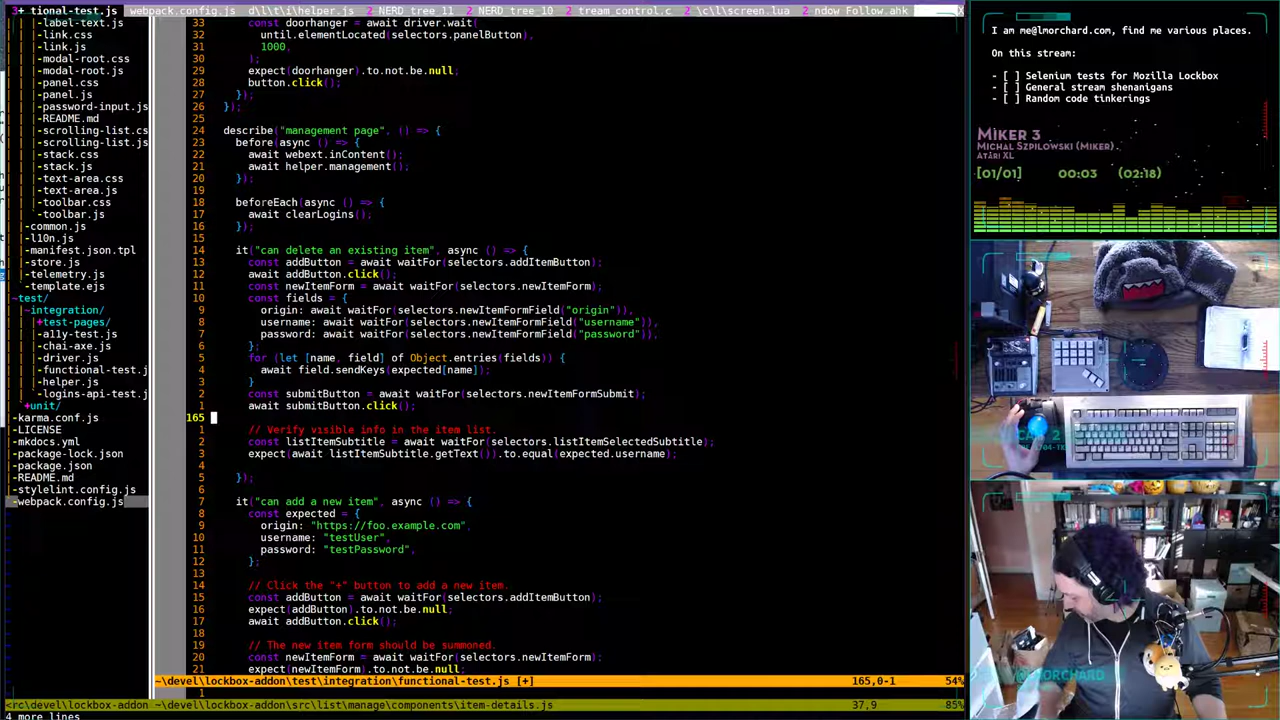 3+ tional-test.js  webpack.config.js  d\l\t\i\helper.js  2 NERD_tree_11  2 NERD_tree_10  2 tream_control.c  2 \c\l\screen.lua  2 ndow Follow.ahk  X
| | |-label-text.js
| | |-link.css
| | |-link.js
| | |-modal-root.css
| | |-modal-root.js
| | |-panel.css
| | |-panel.js
| | |-password-input.js
| | |-README.md
| | |-scrolling-list.cs
| | |-scrolling-list.js
| | |-stack.css
| | |-stack.js
| | |-text-area.css
| | |-text-area.js
| | |-toolbar.css
| | |-toolbar.js
| |-common.js
| |-l10n.js
|-manifest.json.tpl
|-store.js
|-telemetry.js
|-template.ejs
~test/
| ~integration/
| | +test-pages/
| |-a11y-test.js
| |-chai-axe.js
| |-driver.js
| |-functional-test.j
| |-helper.js
| |-logins-api-test.j
| +unit/
-karma.conf.js
-LICENSE
-mkdocs.yml
-package-lock.json
-package.json
-README.md
-stylelint.config.js
-webpack.config.js
33 const doorhanger = await driver.wait(
32 until.elementLocated(selectors.panelButton),
31 1000,
30 );
29 expect(doorhanger).to.not.be.null;
28 button.click();
27 });
26 });
25
24 describe("management page", () => {
23 before(async () => {
22 await webext.inContent();
21 await helper.management();
20 });
19
18 beforeEach(async () => {
17 await clearLogins();
16 });
15
14 it("can delete an existing item", async () => {
13 const addButton = await waitFor(selectors.addItemButton);
12 await addButton.click();
11 const newItemForm = await waitFor(selectors.newItemForm);
10 const fields = {
9 origin: await waitFor(selectors.newItemFormField("origin")),
8 username: await waitFor(selectors.newItemFormField("username")),
7 password: await waitFor(selectors.newItemFormField("password")),
6 };
5 for (let [name, field] of Object.entries(fields)) {
4 await field.sendKeys(expected[name]);
3 }
2 const submitButton = await waitFor(selectors.newItemFormSubmit);
1 await submitButton.click();
165
1 // Verify visible info in the item list.
2 const listItemSubtitle = await waitFor(selectors.listItemSelectedSubtitle);
3 expect(await listItemSubtitle.getText()).to.equal(expected.username);
4
5 });
6
7 it("can add a new item", async () => {
8 const expected = {
9 origin: "https://foo.example.com",
10 username: "testUser",
11 password: "testPassword",
12 };
13
14 // Click the "+" button to add a new item.
15 const addButton = await waitFor(selectors.addItemButton);
16 expect(addButton).to.not.be.null;
17 await addButton.click();
18
19 // The new item form should be summoned.
20 const newItemForm = await waitFor(selectors.newItemForm);
21 expect(newItemForm).to.not.be.null;
~\devel\lockbox-addon\test\integration\functional-test.js [+] 165,0-1 54%
1
<rc\devel\lockbox-addon ~\devel\lockbox-addon\src\list\manage\components\item-details.js 37,9 85%
4 more lines
I am me@lmorchard.com, find me various places.
On this stream:
- [ ] Selenium tests for Mozilla Lockbox
- [ ] General stream shenanigans
- [ ] Random code tinkerings
MIKER 3
MICHAL SZPILOWSKI (MIKER)
ATARI XL
[01/01] 00:03 (02:18)
LMORCHARD